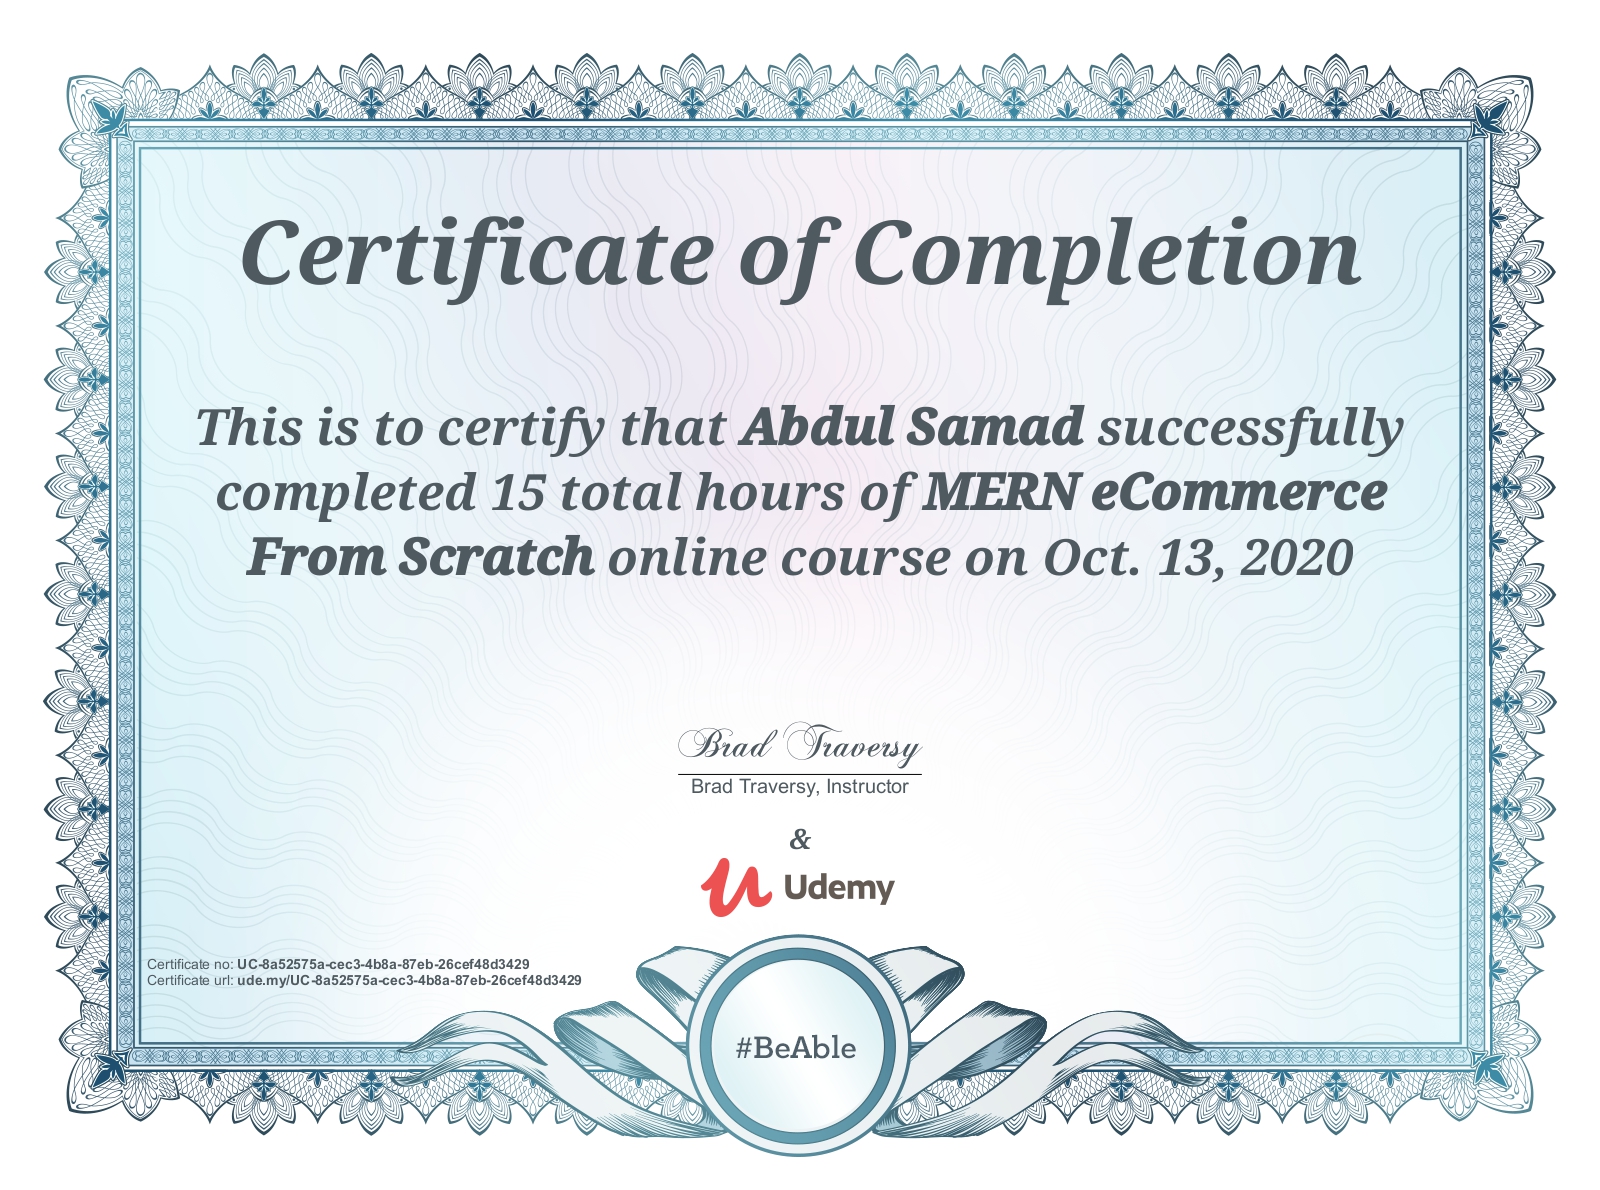 Certificate of Completion
This is to certify that Abdul Samad successfully
completed 15 total hours of MERN eCommerce
From Scratch online course on Oct. 13, 2020
Brad Traversy
Brad Traversy, Instructor
&
Udemy
Certificate no: UC-8a52575a-cec3-4b8a-87eb-26cef48d3429
Certificate url: ude.my/UC-8a52575a-cec3-4b8a-87eb-26cef48d3429
#BeAble